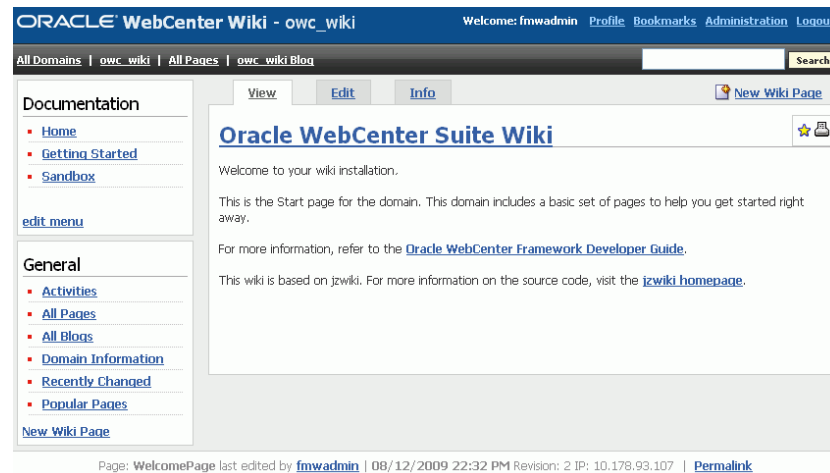 ORACLE WebCenter Wiki - owc_wiki
Welcome: fmwadmin Profile Bookmarks Administration Logou
All Domains | owc_wiki | All Pages | owc_wiki Blog
Search
Documentation
Home
Getting Started
Sandbox
edit menu
General
Activities
All Pages
All Blogs
Domain Information
Recently Changed
Popular Pages
New Wiki Page
View Edit Info
New Wiki Page
Oracle WebCenter Suite Wiki
Welcome to your wiki installation.
This is the Start page for the domain. This domain includes a basic set of pages to help you get started right
away.
For more information, refer to the Oracle WebCenter Framework Developer Guide.
This wiki is based on jzwiki. For more information on the source code, visit the jzwiki homepage.
Page: WelcomePage last edited by fmwadmin | 08/12/2009 22:32 PM Revision: 2 IP: 10.178.93.107 | Permalink